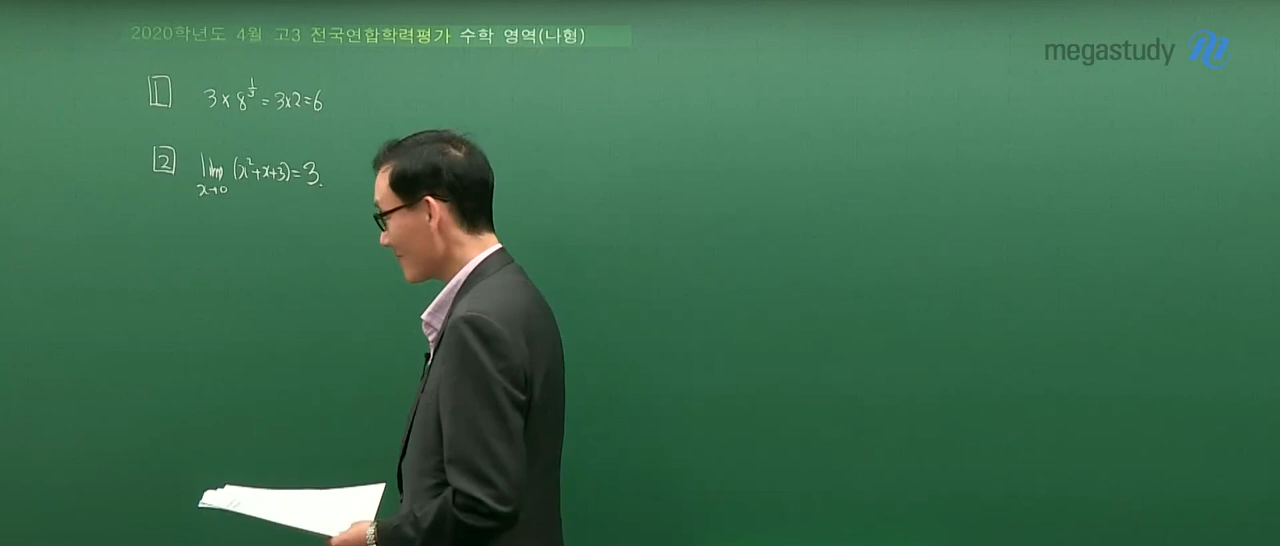 2020학년도 4월 고3 전국연합학력평가 수학 영역(나형)
megastudy
1 3 × 8^{1/3} = 3×2=6
2 lim_{x→0} (x²+x+3)=3.